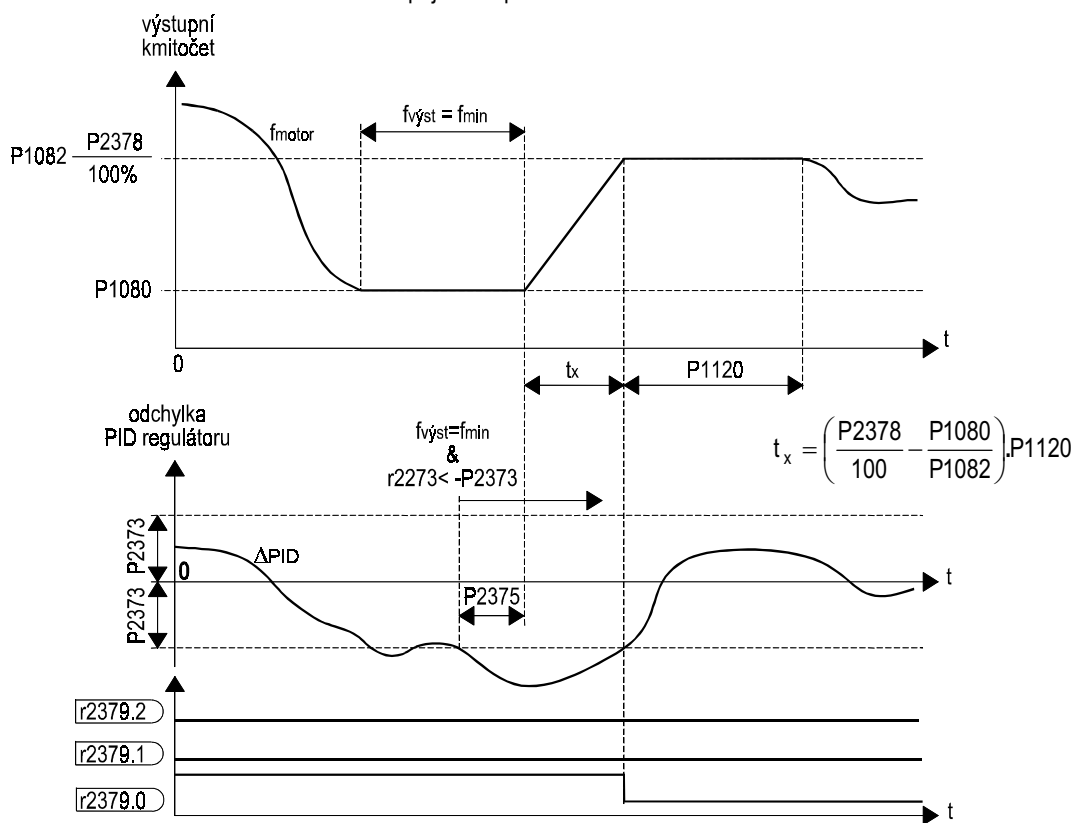 výstupní
kmitočet
fmotor
fvýst = fmin
P1082 P2378
100%
P1080
0
t
tx
P1120
odchylka
PID regulátoru
fvýst=fmin
&
r2273< -P2373
t x = ( P2378 / 100 − P1080 / P1082 ).P1120
P2373
ΔPID
0
t
P2373
P2375
r2379.2
r2379.1
r2379.0
t